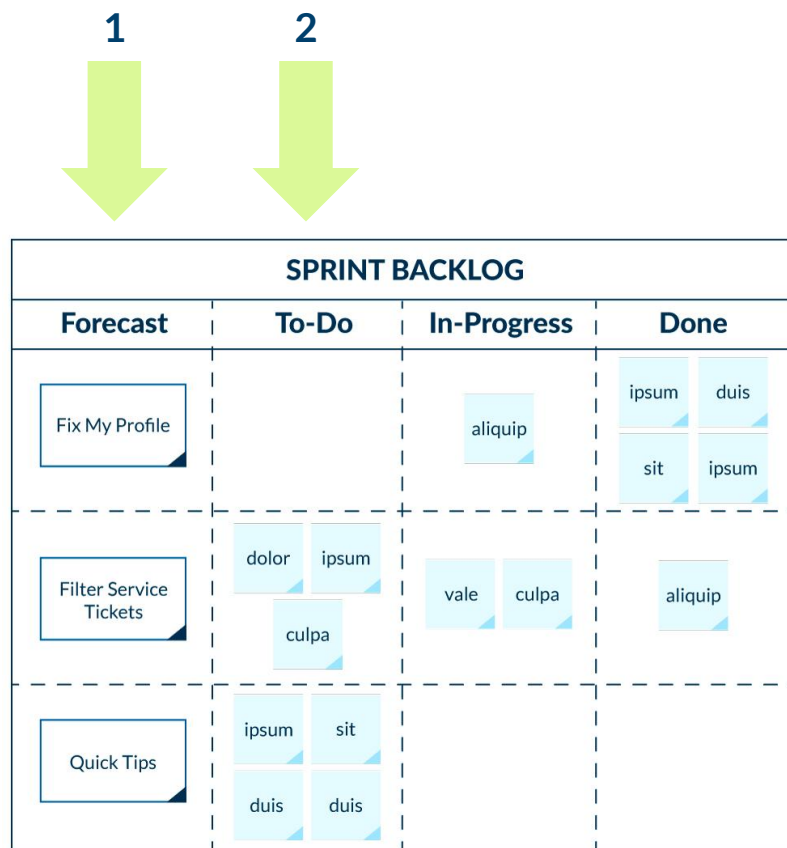 1 2
SPRINT BACKLOG
Forecast To-Do In-Progress Done
Fix My Profile
aliquip
ipsum duis
sit ipsum
Filter Service
Tickets
dolor ipsum
culpa
vale culpa
aliquip
Quick Tips
ipsum sit
duis duis